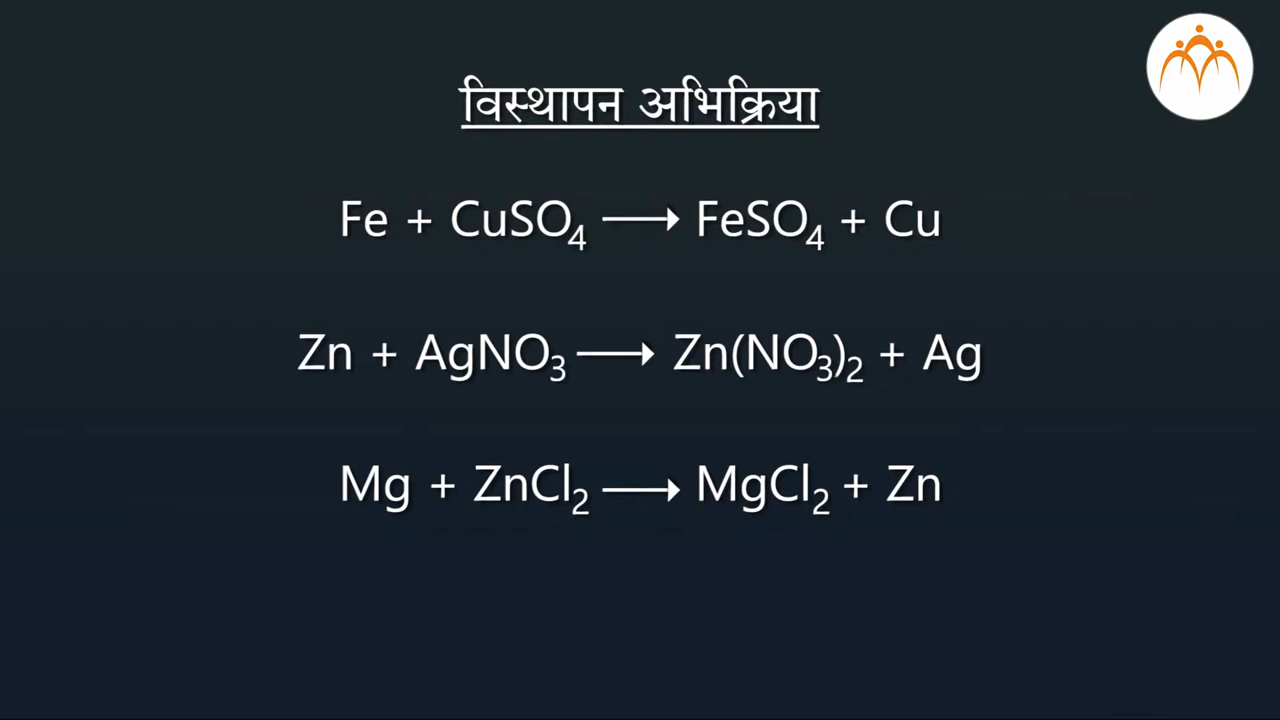 विस्थापन अभिक्रिया
Fe + CuSO₄ ⟶ FeSO₄ + Cu
Zn + AgNO₃ ⟶ Zn(NO₃)₂ + Ag
Mg + ZnCl₂ ⟶ MgCl₂ + Zn